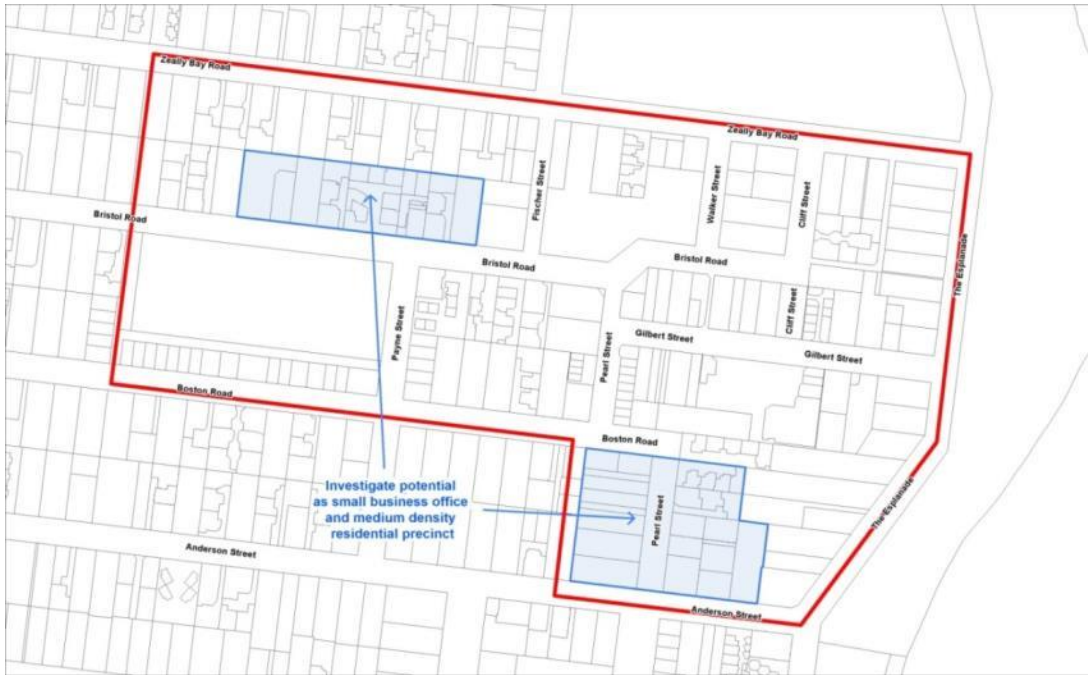 Zeally Bay Road
Zeally Bay Road
Fischer Street
Walker Street
Cliff Street
Bristol Road
Bristol Road
Bristol Road
The Esplanade
Payne Street
Pearl Street
Cliff Street
Gilbert Street
Gilbert Street
Boston Road
Boston Road
Investigate potential
as small business office
and medium density
residential precinct
Pearl Street
The Esplanade
Anderson Street
Anderson Street